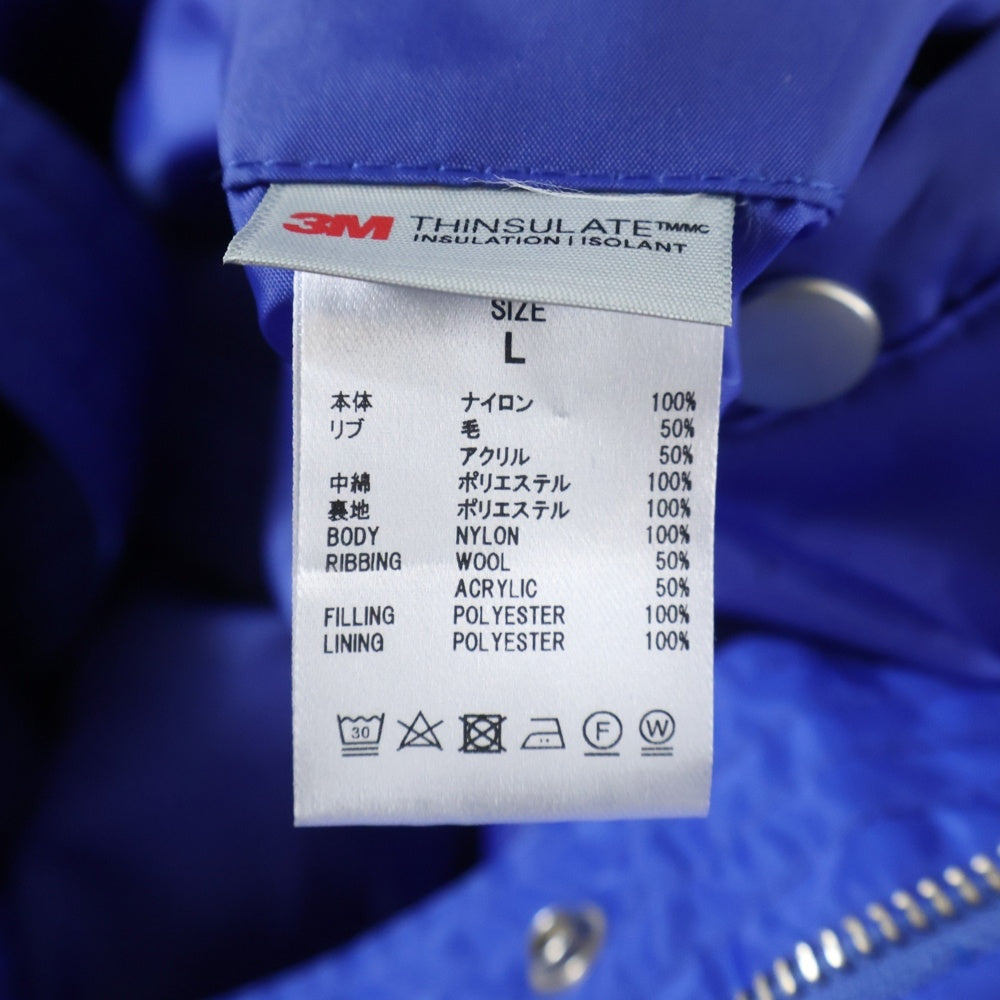 3M THINSULATE™/MC
INSULATION | ISOLANT
SIZE
L
本体 ナイロン 100%
リブ 毛 50%
アクリル 50%
中綿 ポリエステル 100%
裏地 ポリエステル 100%
BODY NYLON 100%
RIBBING WOOL 50%
ACRYLIC 50%
FILLING POLYESTER 100%
LINING POLYESTER 100%
30 F W